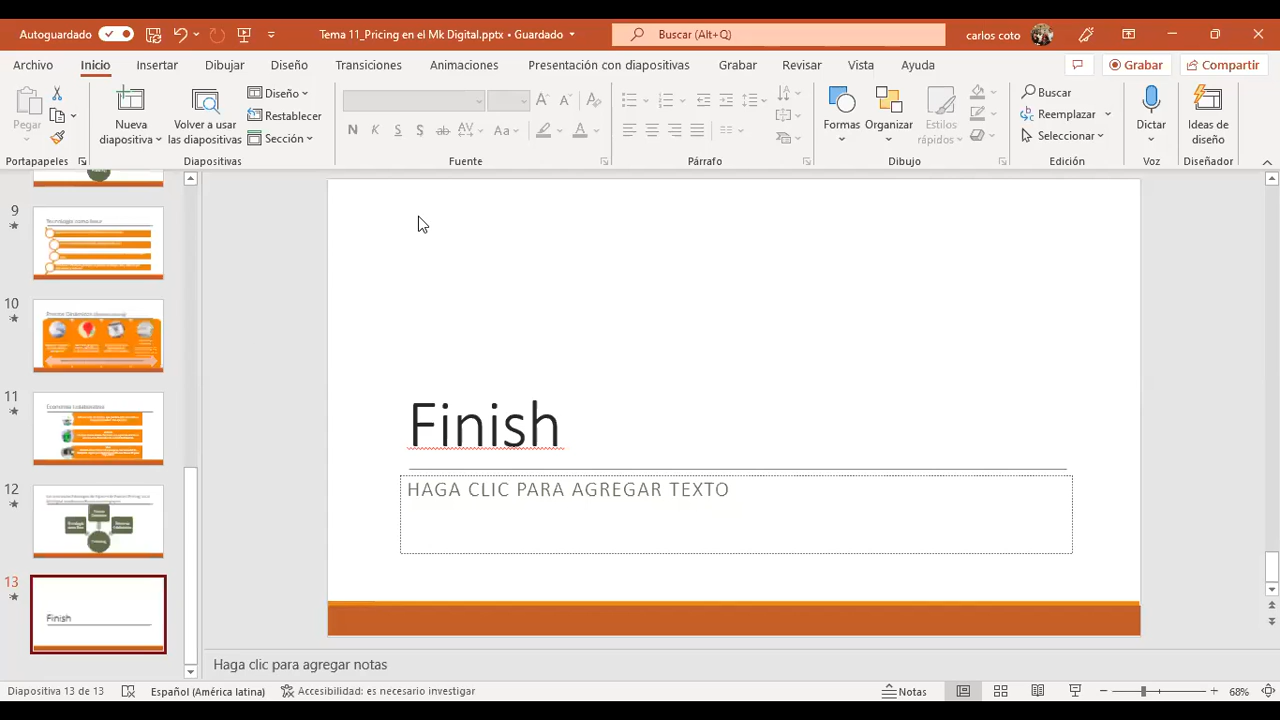 Autoguardado
Tema 11_Pricing en el Mk Digital.pptx • Guardado
Buscar (Alt+Q)
carlos coto
Archivo Inicio Insertar Dibujar Diseño Transiciones Animaciones Presentación con diapositivas Grabar Revisar Vista Ayuda Grabar Compartir
Pegar
Nueva diapositiva
Volver a usar las diapositivas
Diseño
Restablecer
Sección
N K S S ab AV Aa A
Formas
Organizar
Estilos rápidos
Buscar
Reemplazar
Seleccionar
Dictar
Ideas de diseño
Portapapeles Diapositivas Fuente Párrafo Dibujo Edición Voz Diseñador
9
10
11
12
13
Finish
Finish
HAGA CLIC PARA AGREGAR TEXTO
Haga clic para agregar notas
Diapositiva 13 de 13 Español (América latina) Accesibilidad: es necesario investigar Notas 68%